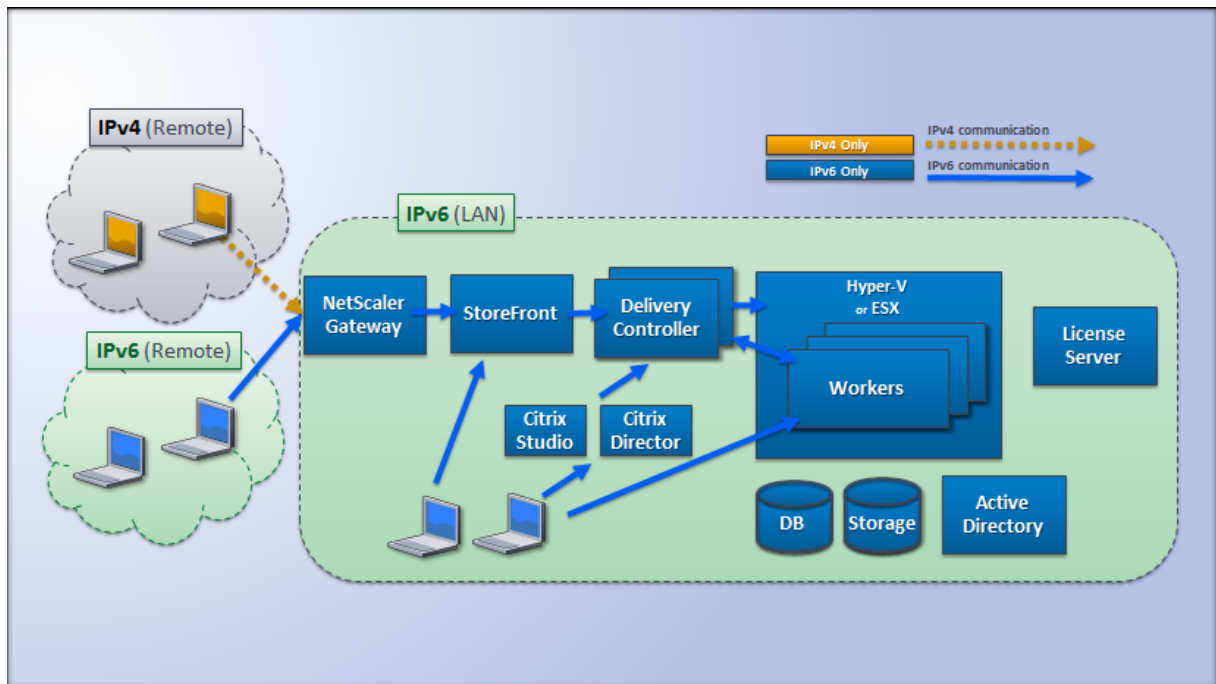 IPv4 (Remote)
IPv4 Only
IPv4 communication
IPv6 Only
IPv6 communication
IPv6 (LAN)
NetScaler
Gateway
StoreFront
Delivery
Controller
Hyper-V
or ESX
Workers
License
Server
IPv6 (Remote)
Citrix
Studio
Citrix
Director
DB
Storage
Active
Directory